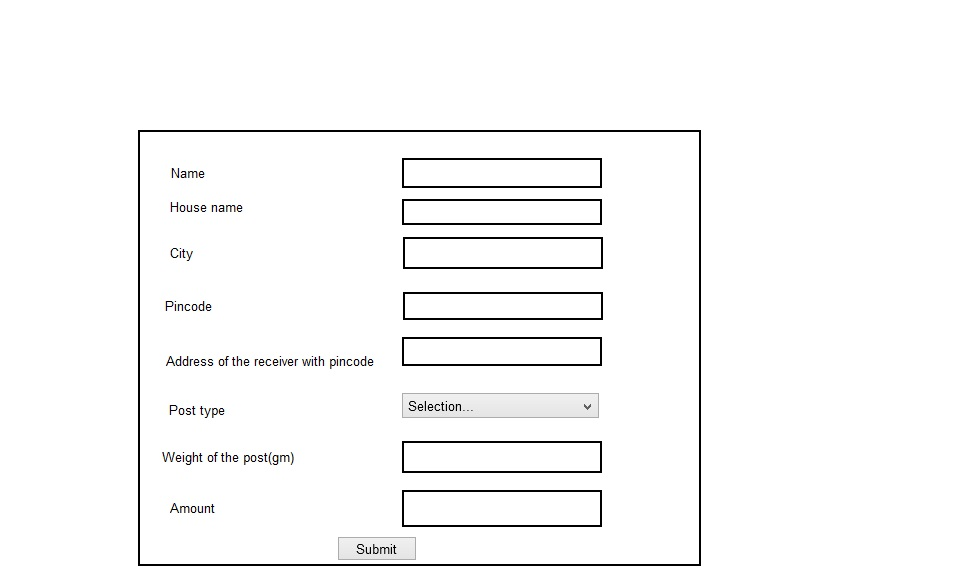 Name
House name
City
Pincode
Address of the receiver with pincode
Post type
Selection...
Weight of the post(gm)
Amount
Submit